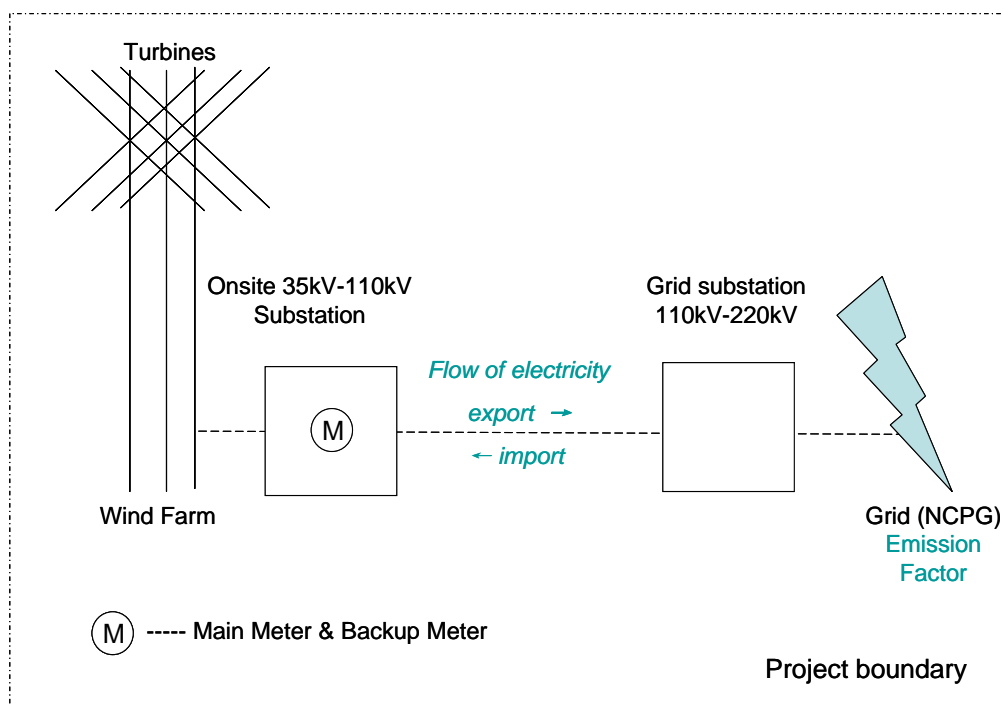 Turbines
Onsite 35kV-110kV
Substation
Grid substation
110kV-220kV
Flow of electricity
export →
← import
M
Wind Farm
Grid (NCPG)
Emission
Factor
M ----- Main Meter & Backup Meter
Project boundary